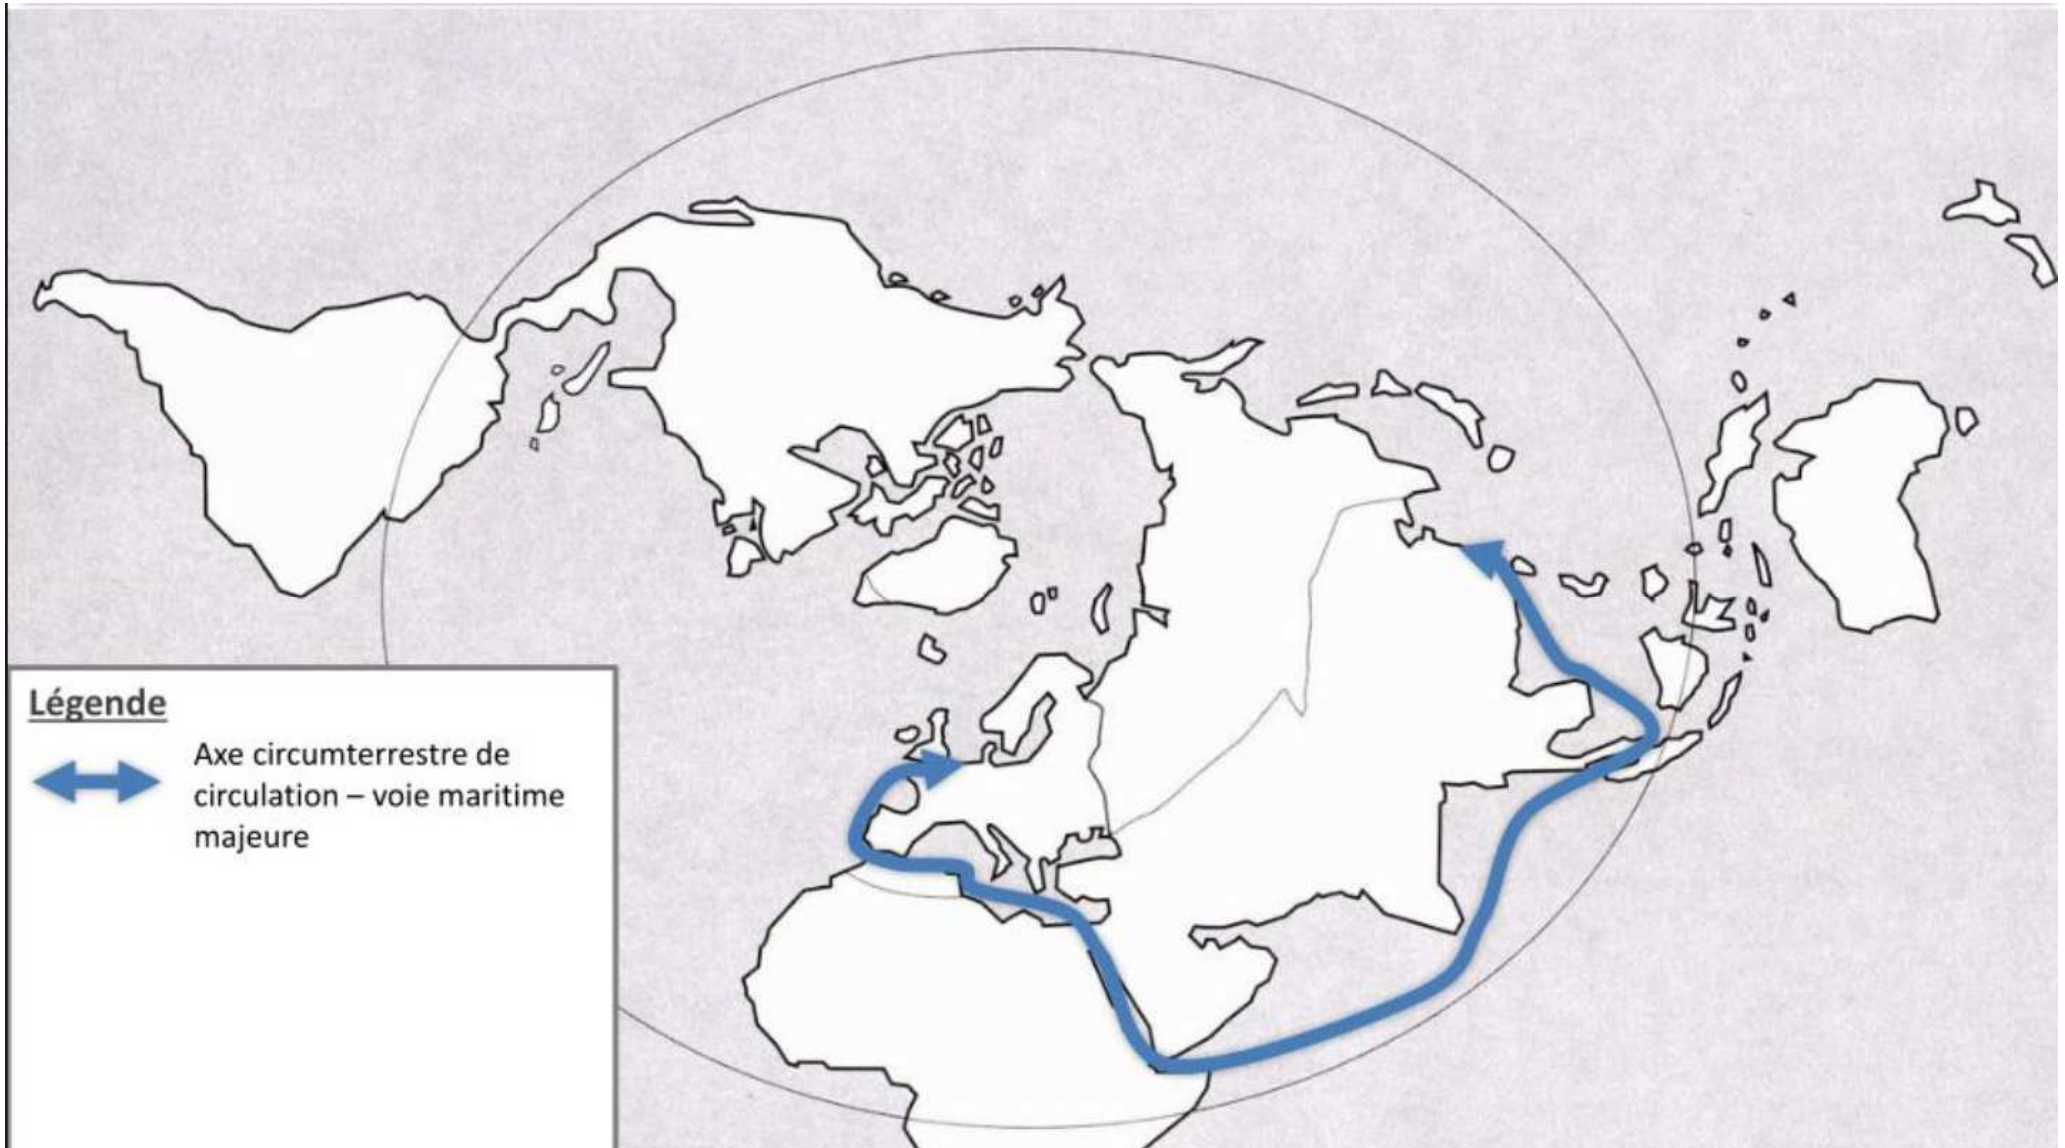 Légende
Axe circumterrestre de
circulation – voie maritime
majeure